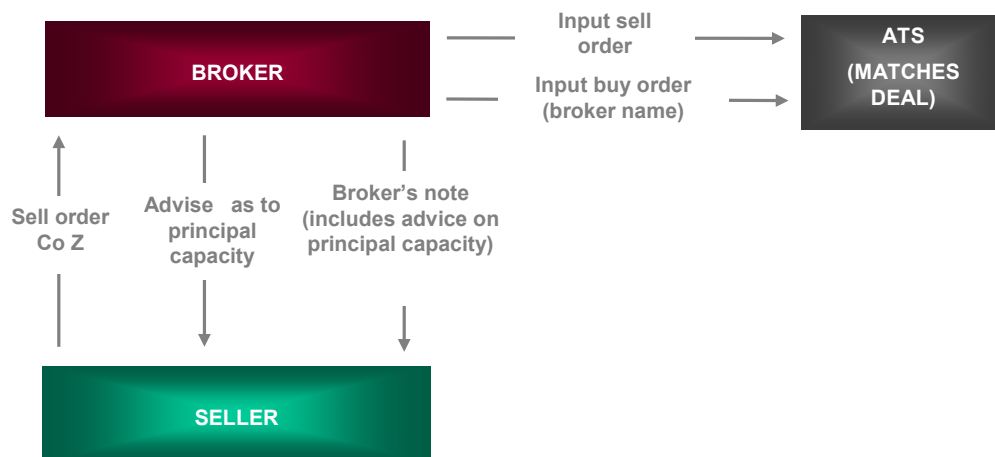 BROKER
Input sell
order
Input buy order
(broker name)
ATS
(MATCHES
DEAL)
Sell order
Co Z
Advise as to
principal
capacity
Broker's note
(includes advice on
principal capacity)
SELLER